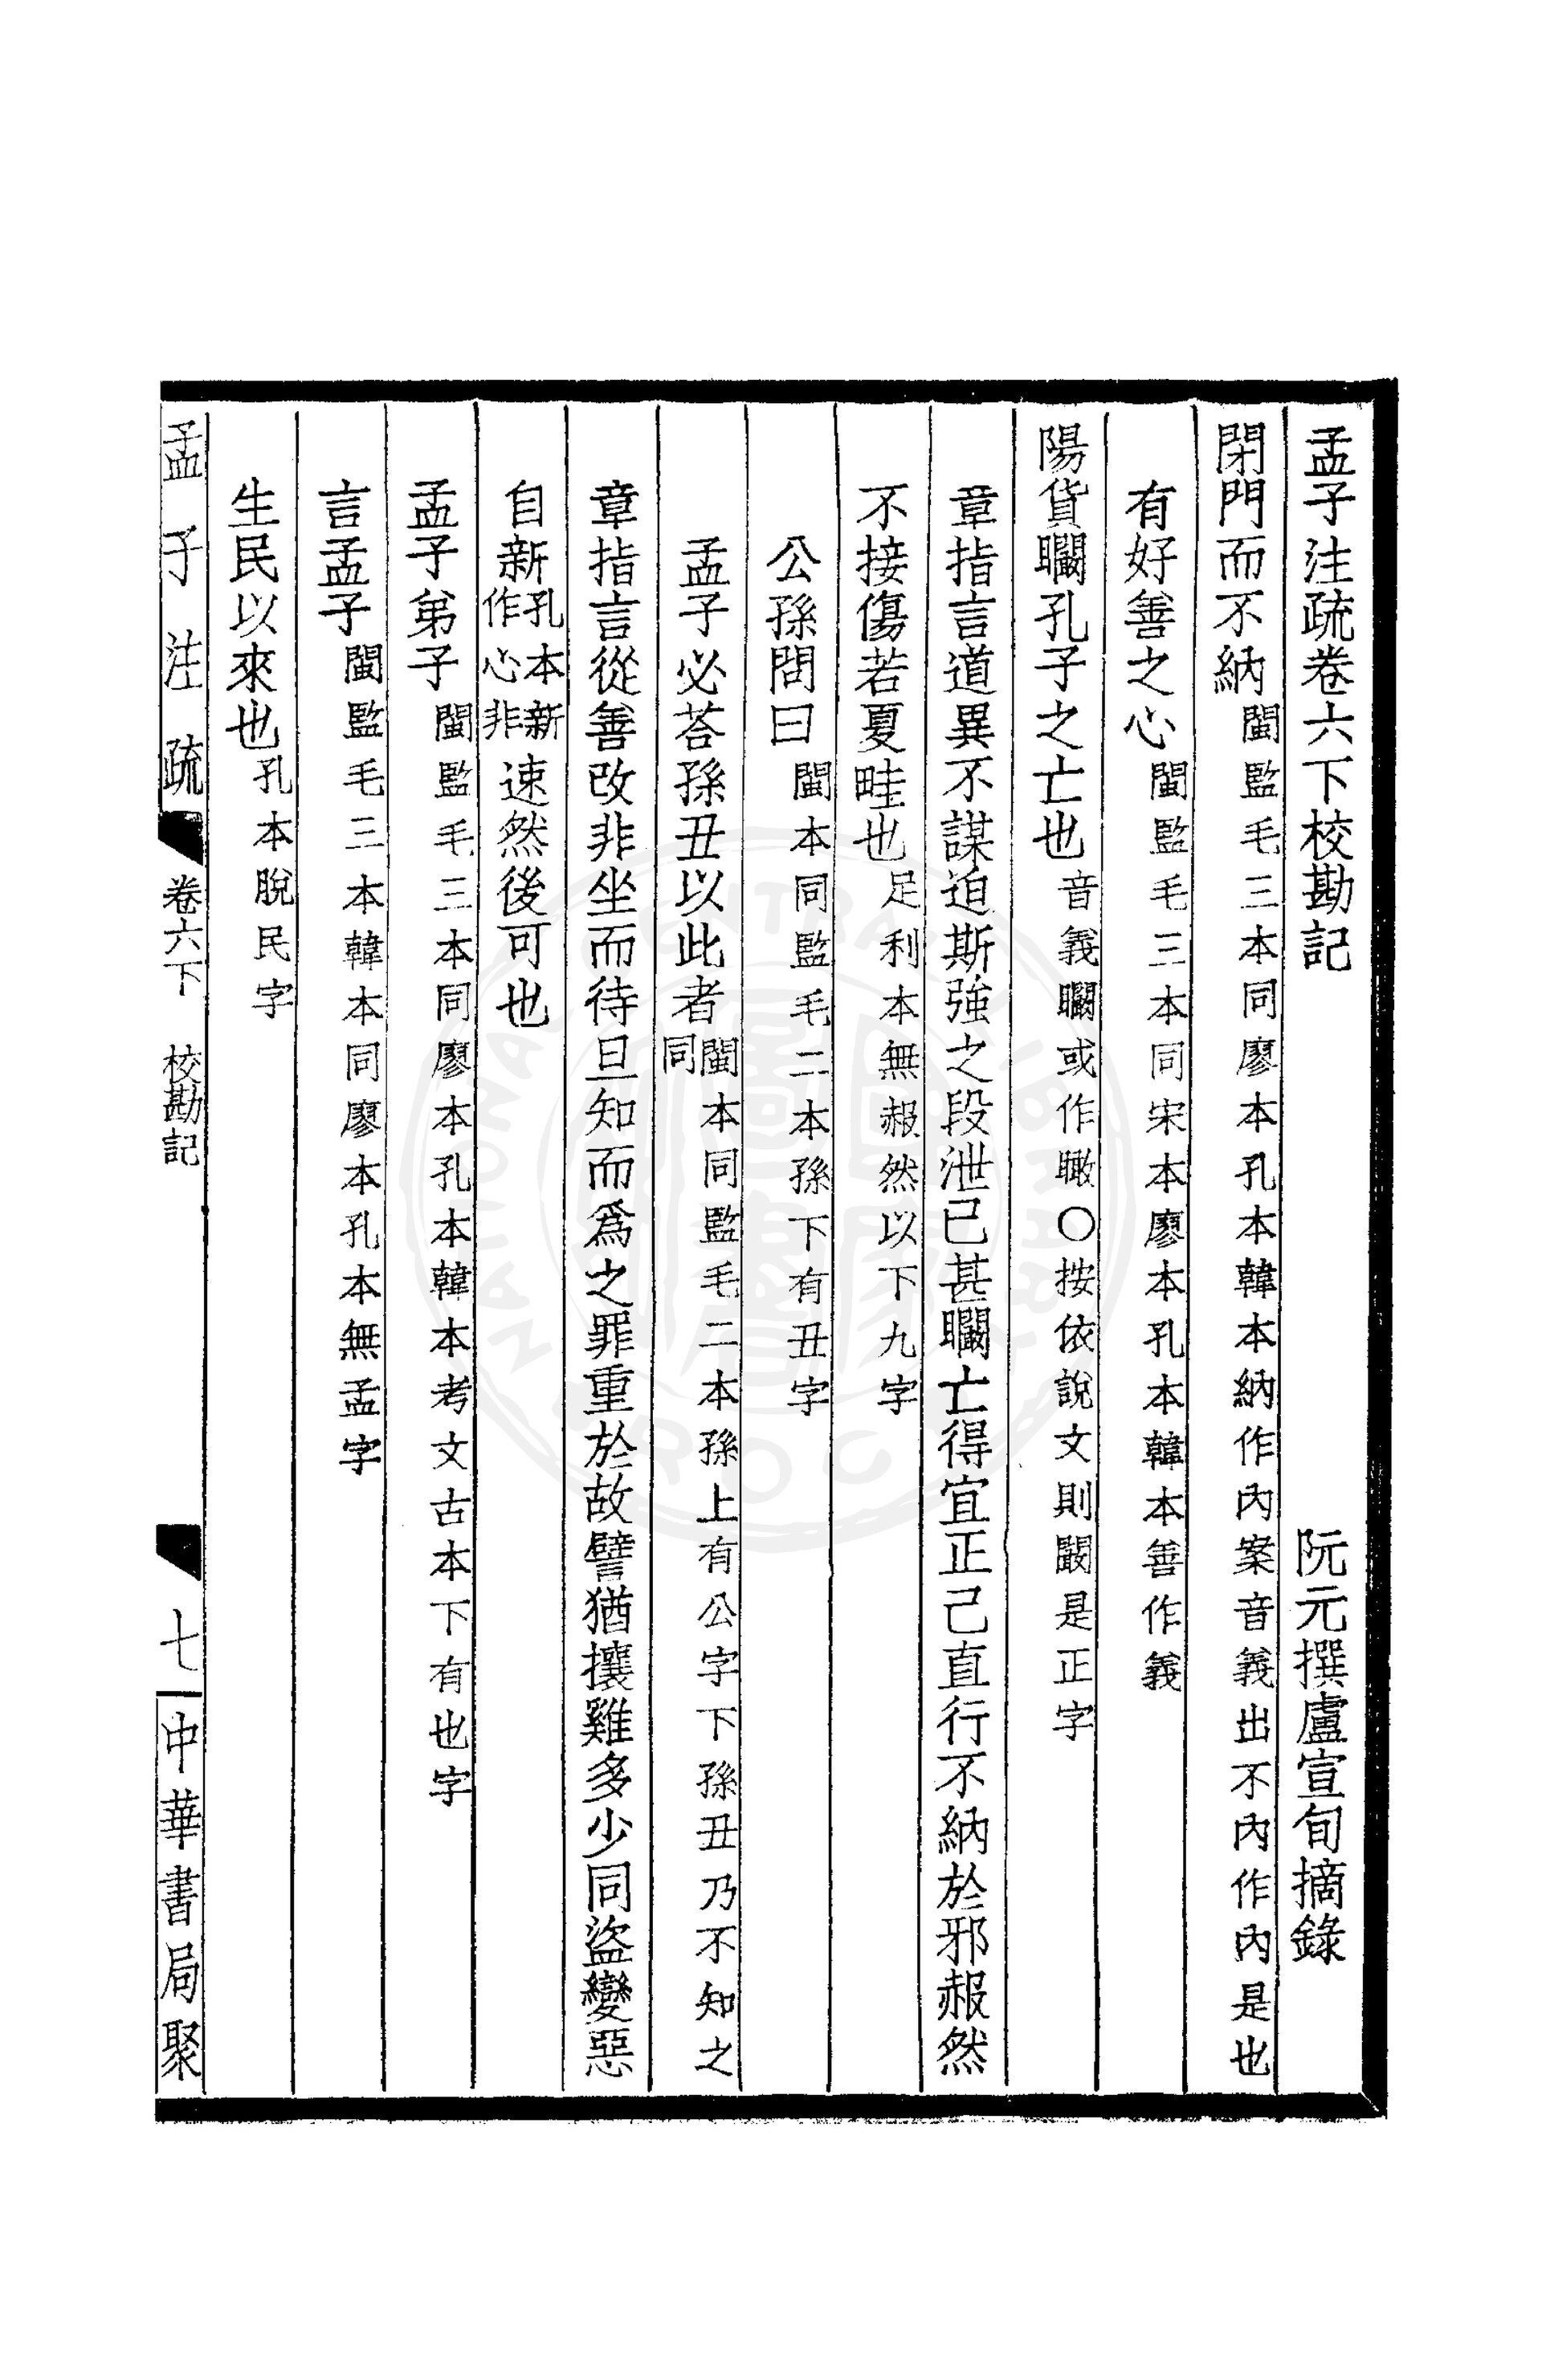 孟子注疏卷六下校勘記 阮元撰盧宣旬摘錄
閉門而不納閩監毛三本同廖本孔本韓本納作內案音義出不內作內是也
有好善之心閩監毛三本同宋本廖本孔本韓本善作義
陽貨矙孔子之亡也音義矙或作瞰○按依說文則闞是正字
章指言道異不謀迫斯強之段泄已甚矙亡得宜正己直行不納於邪赧然
不接傷若夏畦也足利本無赧然以下九字
公孫問曰閩本同監毛二本孫下有丑字
孟子必荅孫丑以此者閩本同監毛二本孫上有公字下孫丑乃不知之同
章指言從善改非坐而待旦知而爲之罪重於故譬猶攘雞多少同盜變惡
自新孔本新作心非速然後可也
孟子弟子閩監毛三本同廖本孔本韓本考文古本下有也字
言孟子閩監毛三本韓本同廖本孔本無孟字
生民以來也孔本脫民字
孟子注疏 卷六下 校勘記 七 中華書局聚
NATIONAL CENTRAL LIBRARY R.O.C.